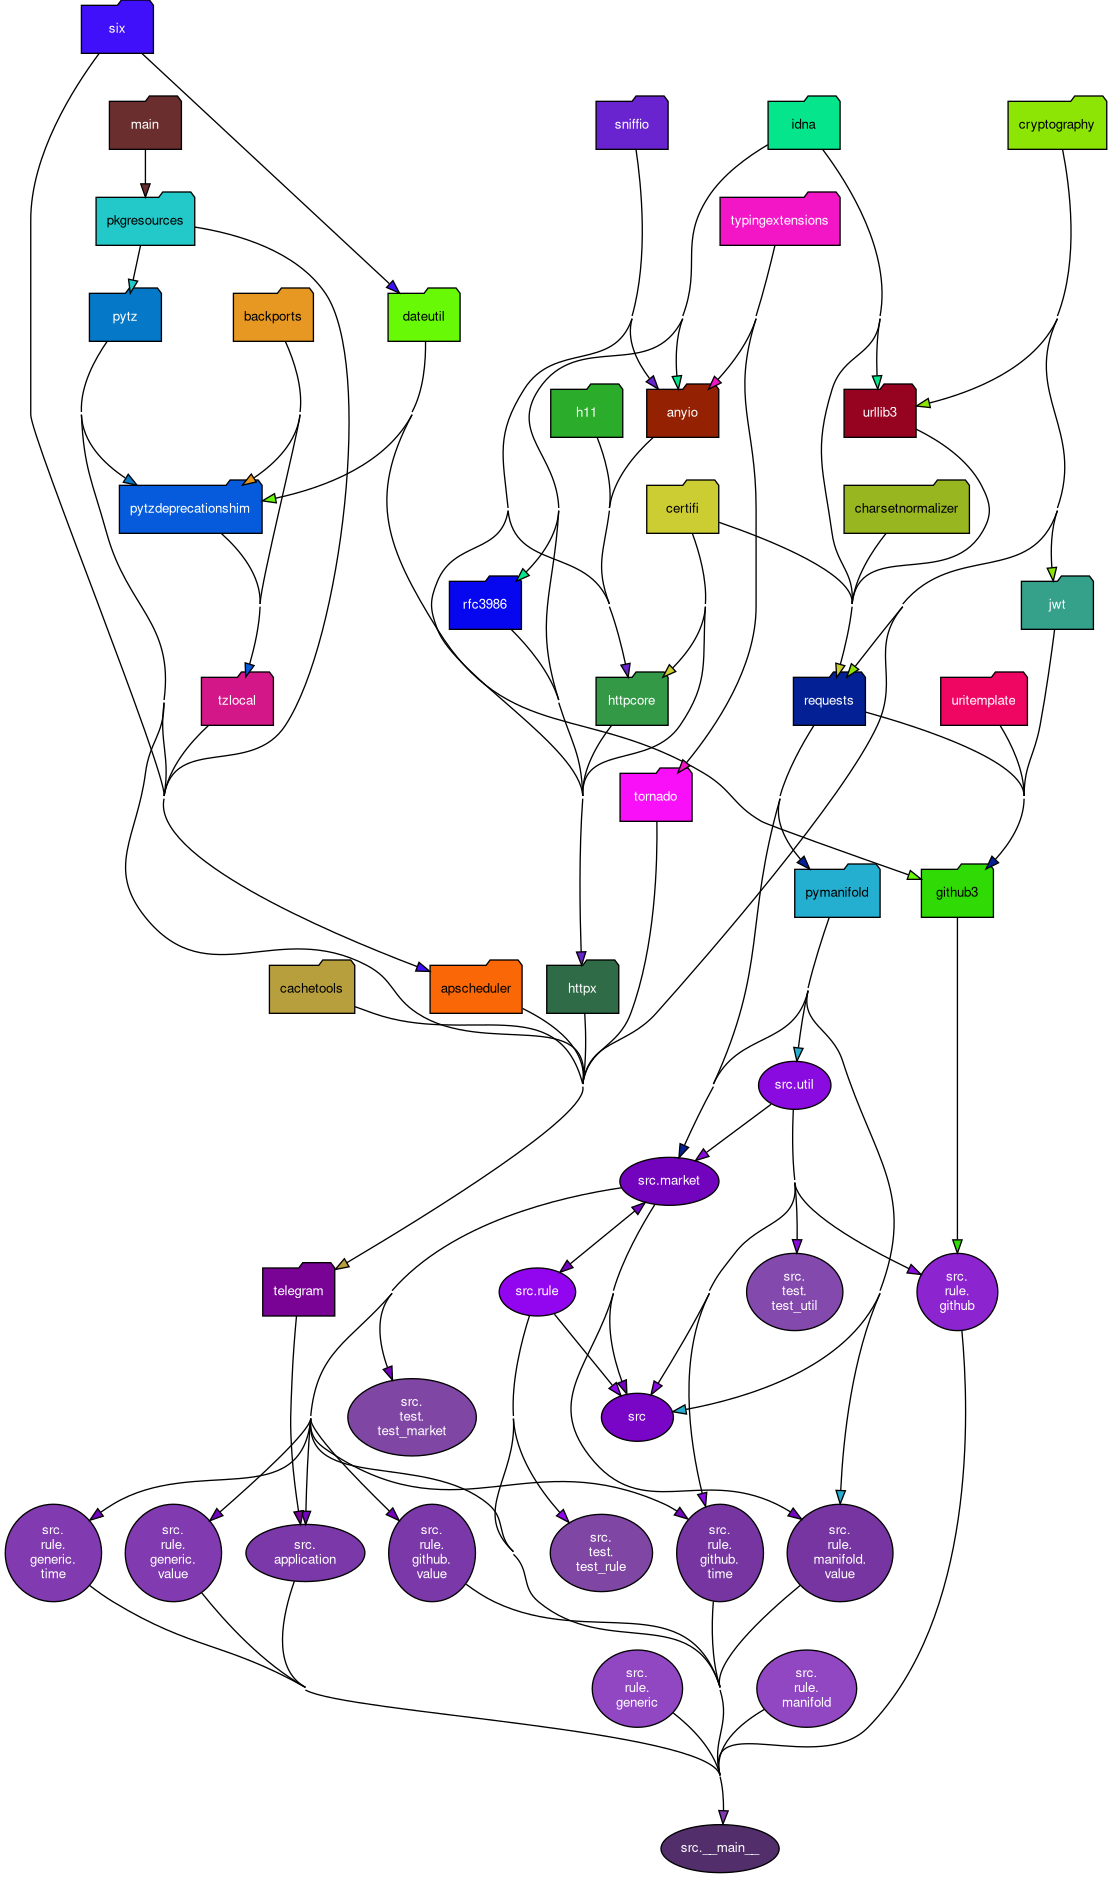 six
main
sniffio
idna
cryptography
pkgresources
typingextensions
pytz
backports
dateutil
h11
anyio
urllib3
pytzdeprecationshim
certifi
charsetnormalizer
rfc3986
jwt
tzlocal
httpcore
requests
uritemplate
tornado
pymanifold
github3
cachetools
apscheduler
httpx
src.util
src.market
telegram
src.rule
src.
test.
test_util
src.
rule.
github
src.
test.
test_market
src
src.
rule.
generic.
time
src.
rule.
generic.
value
src.
application
src.
rule.
github.
value
src.
test.
test_rule
src.
rule.
github.
time
src.
rule.
manifold.
value
src.
rule.
generic
src.
rule.
manifold
src.__main__